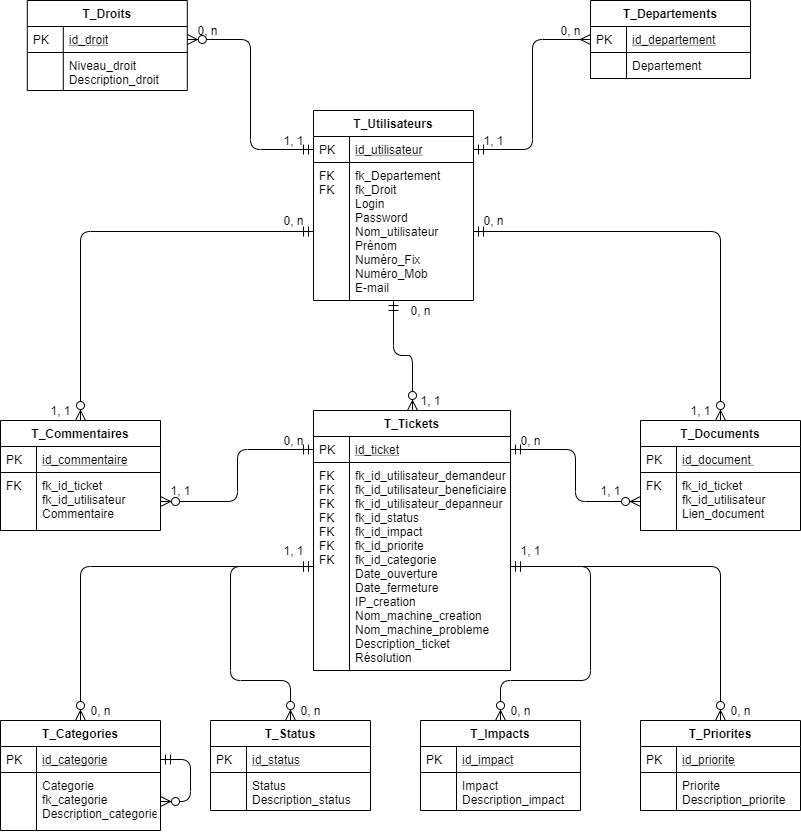 T_Droits
PK id_droit
Niveau_droit
Description_droit
0, n
T_Departements
PK id_departement
Departement
0, n
T_Utilisateurs
PK id_utilisateur
FK fk_Departement
FK fk_Droit
Login
Password
Nom_utilisateur
Prénom
Numéro_Fix
Numéro_Mob
E-mail
1, 1
1, 1
0, n
0, n
0, n
1, 1
1, 1
1, 1
T_Commentaires
PK id_commentaire
FK fk_id_ticket
fk_id_utilisateur
Commentaire
1, 1
0, n
T_Tickets
PK id_ticket
FK fk_id_utilisateur_demandeur
FK fk_id_utilisateur_beneficiaire
FK fk_id_utilisateur_depanneur
FK fk_id_status
FK fk_id_impact
FK fk_id_priorite
FK fk_id_categorie
Date_ouverture
Date_fermeture
IP_creation
Nom_machine_creation
Nom_machine_probleme
Description_ticket
Résolution
0, n
1, 1
T_Documents
PK id_document
FK fk_id_ticket
fk_id_utilisateur
Lien_document
1, 1
1, 1
0, n
0, n
0, n
0, n
T_Categories
PK id_categorie
Categorie
fk_categorie
Description_categorie
T_Status
PK id_status
Status
Description_status
T_Impacts
PK id_impact
Impact
Description_impact
T_Priorites
PK id_priorite
Priorite
Description_priorite